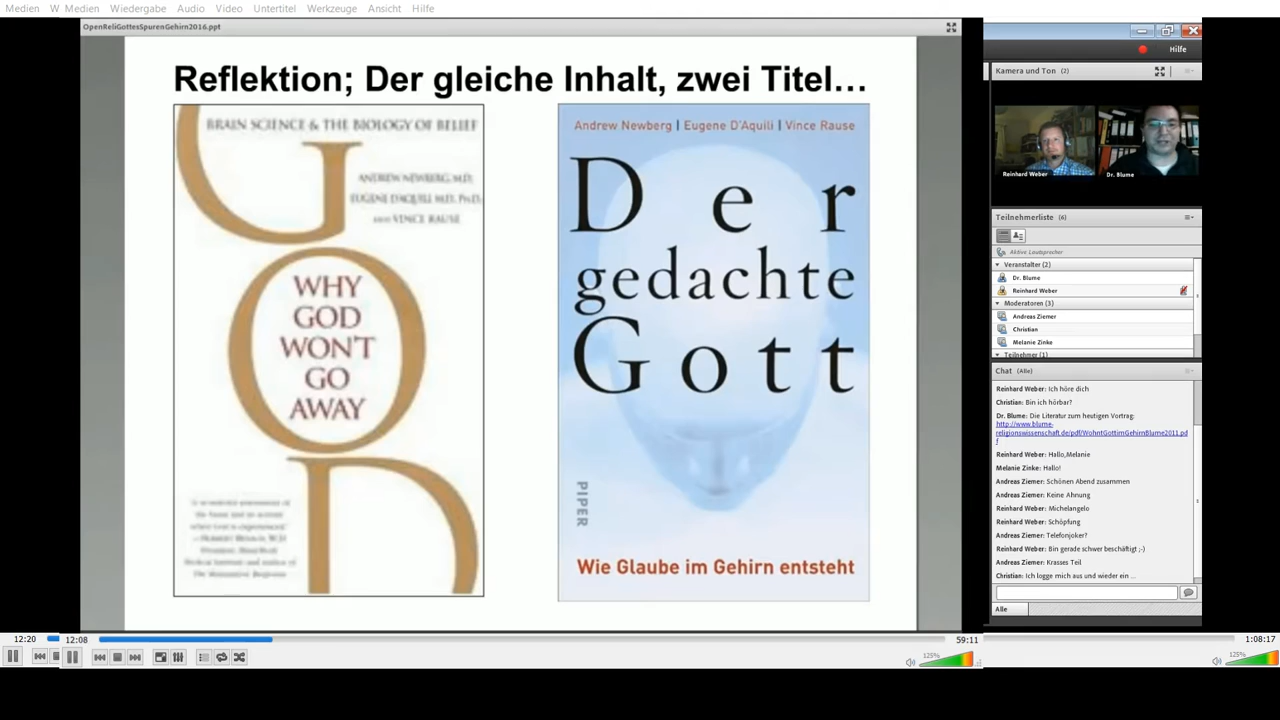 Medien W Medien Wiedergabe Audio Video Untertitel Werkzeuge Ansicht Hilfe
OpenReliGottesSpurenGehirn2016.ppt
Reflektion; Der gleiche Inhalt, zwei Titel...
BRAIN SCIENCE & THE BIOLOGY OF BELIEF
GOD
ANDREW NEWBERG, M.D.
EUGENE D'AQUILI M.D. PH.D.
AND VINCE RAUSE
WHY
GOD
WON'T
GO
AWAY
Andrew Newberg | Eugene D'Aquili | Vince Rause
Der
gedachte
Gott
PIPER
Wie Glaube im Gehirn entsteht
Hilfe
Kamera und Ton (2)
Reinhard Weber
Dr. Blume
Teilnehmerliste (6)
Aktive Lautsprecher
Veranstalter (2)
Dr. Blume
Reinhard Weber
Moderatoren (3)
Andreas Ziemer
Christian
Melanie Zinke
Teilnehmer (1)
Chat (Alle)
Reinhard Weber: Ich höre dich
Christian: Bin ich hörbar?
Dr. Blume: Die Literatur zum heutigen Vortrag:
http://www.blume-
religionswissenschaft.de/pdf/WohntGottimGehirnBlume2011.pd
f
Reinhard Weber: Hallo,Melanie
Melanie Zinke: Hallo!
Andreas Ziemer: Schönen Abend zusammen
Andreas Ziemer: Keine Ahnung
Reinhard Weber: Michelangelo
Reinhard Weber: Schöpfung
Andreas Ziemer: Telefonjoker?
Reinhard Weber: Bin gerade schwer beschäftigt ;-)
Andreas Ziemer: Krasses Teil
Christian: Ich logge mich aus und wieder ein ...
Alle
12:20 12:08 59:11 1:08:17
125% 125%